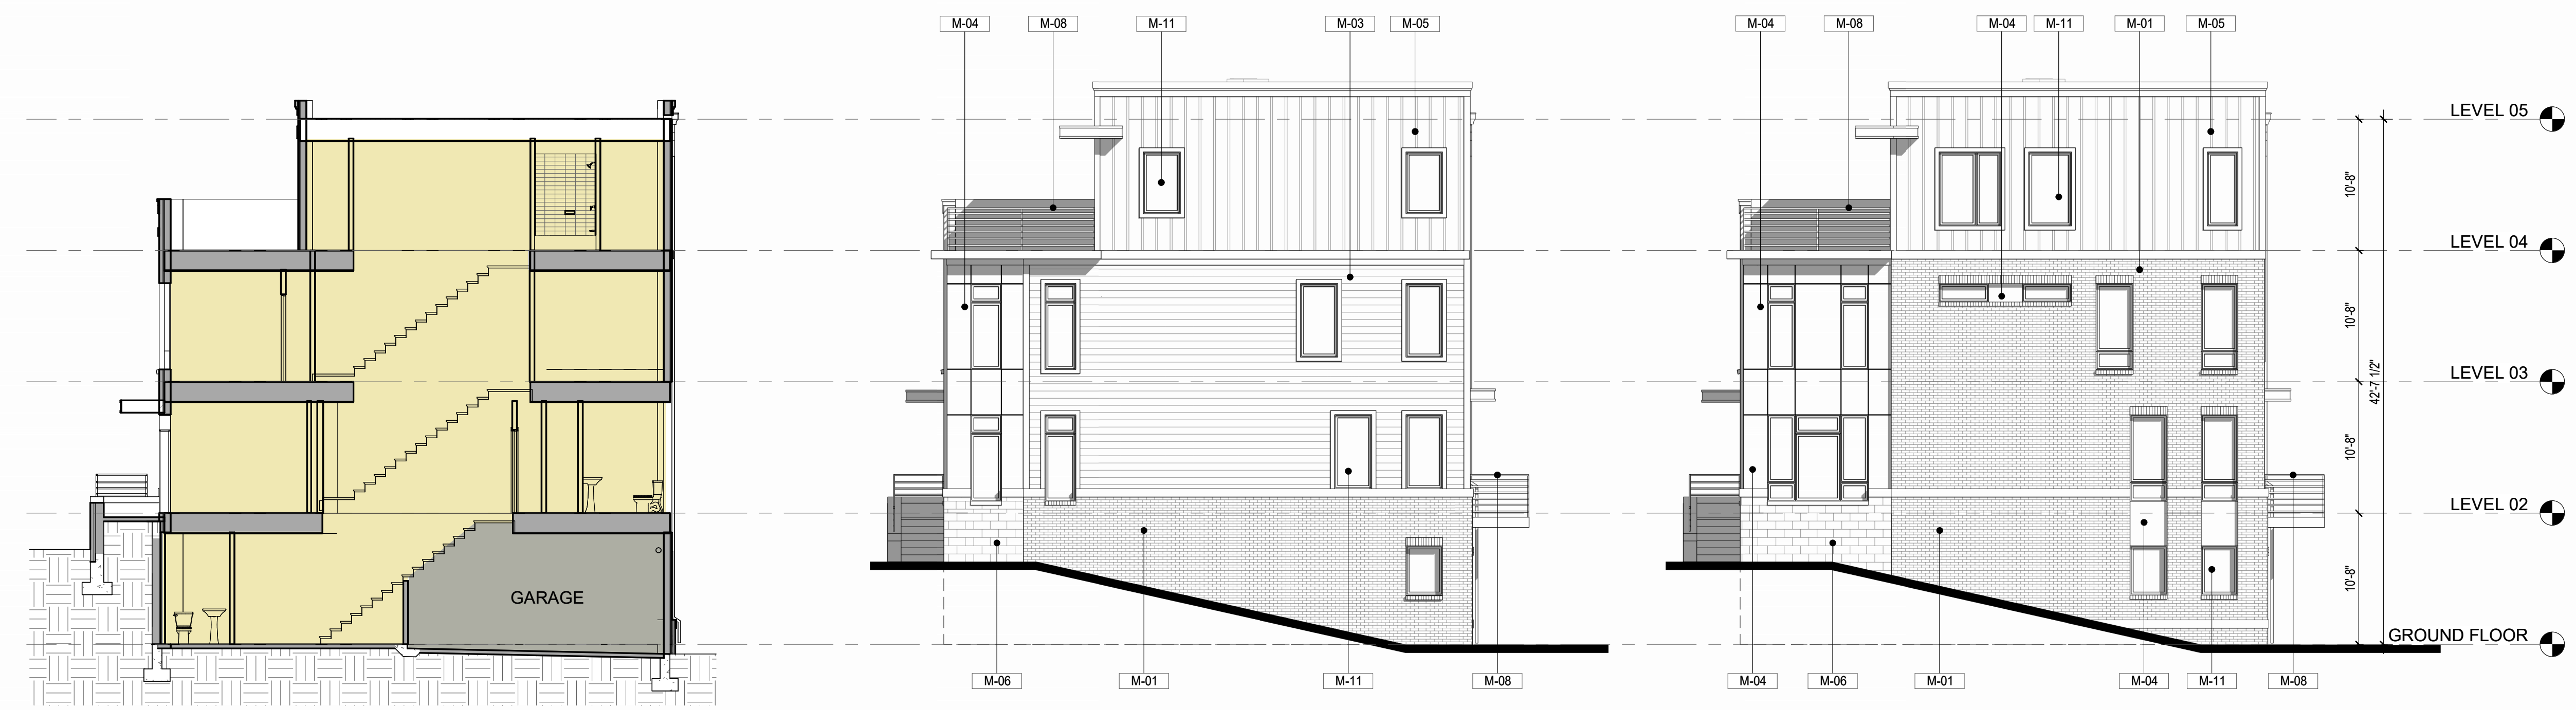 M-04 M-08 M-11 M-03 M-05 M-04 M-08 M-04 M-11 M-01 M-05
LEVEL 05
10'-8"
LEVEL 04
10'-8"
LEVEL 03
42'-7 1/2"
10'-8"
LEVEL 02
10'-8"
GARAGE
GROUND FLOOR
M-06 M-01 M-11 M-08 M-04 M-06 M-01 M-04 M-11 M-08